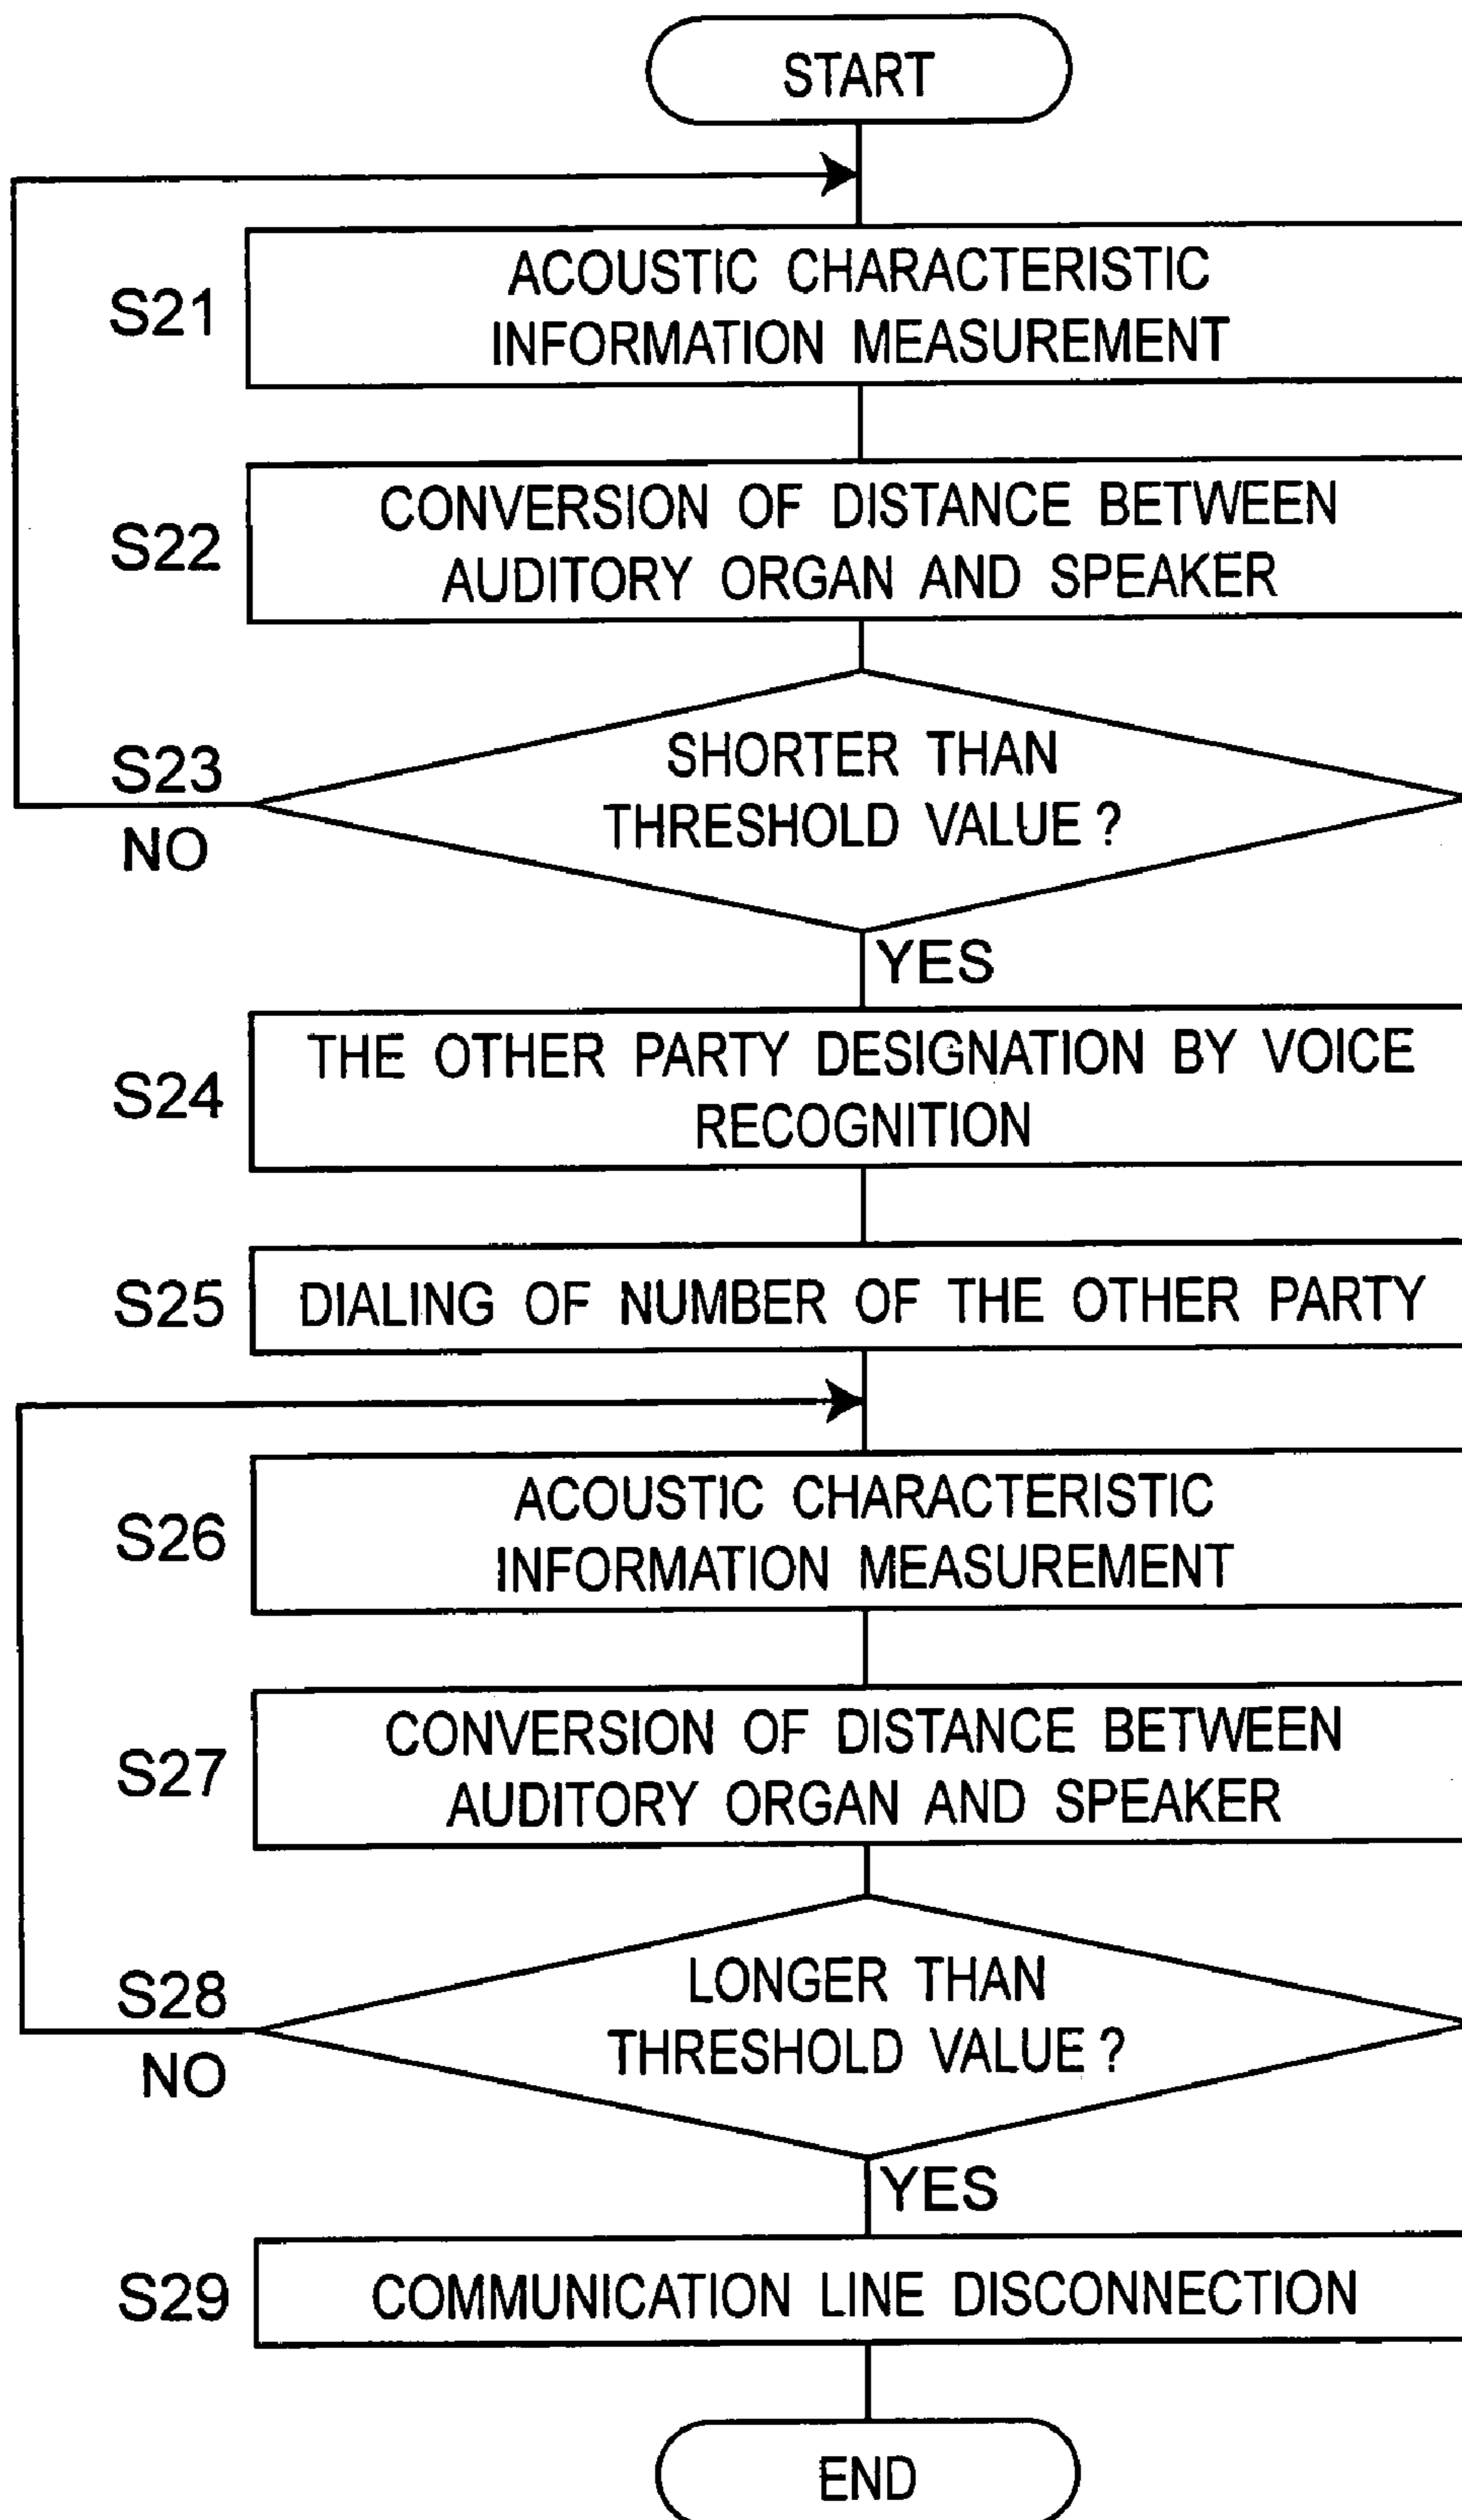 START
S21
ACOUSTIC CHARACTERISTIC
INFORMATION MEASUREMENT
S22
CONVERSION OF DISTANCE BETWEEN
AUDITORY ORGAN AND SPEAKER
S23
SHORTER THAN
THRESHOLD VALUE ?
NO
YES
S24
THE OTHER PARTY DESIGNATION BY VOICE
RECOGNITION
S25
DIALING OF NUMBER OF THE OTHER PARTY
S26
ACOUSTIC CHARACTERISTIC
INFORMATION MEASUREMENT
S27
CONVERSION OF DISTANCE BETWEEN
AUDITORY ORGAN AND SPEAKER
S28
LONGER THAN
THRESHOLD VALUE ?
NO
YES
S29
COMMUNICATION LINE DISCONNECTION
END